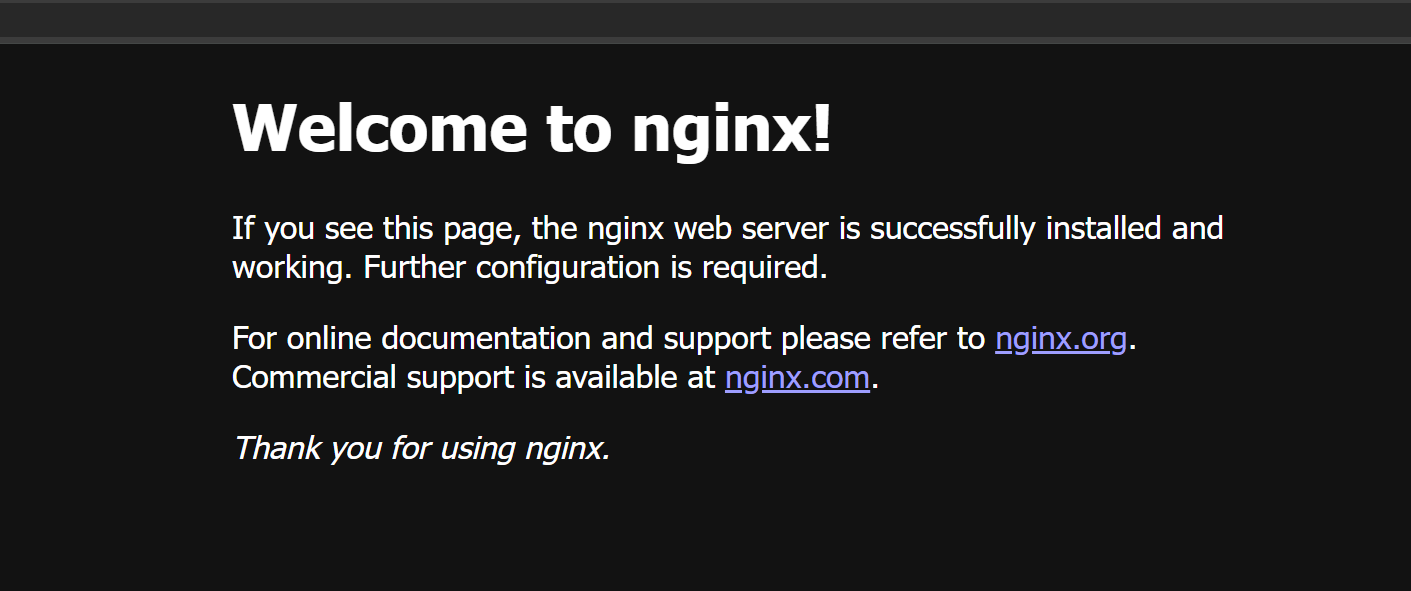 Welcome to nginx!
If you see this page, the nginx web server is successfully installed and
working. Further configuration is required.
For online documentation and support please refer to nginx.org.
Commercial support is available at nginx.com.
Thank you for using nginx.